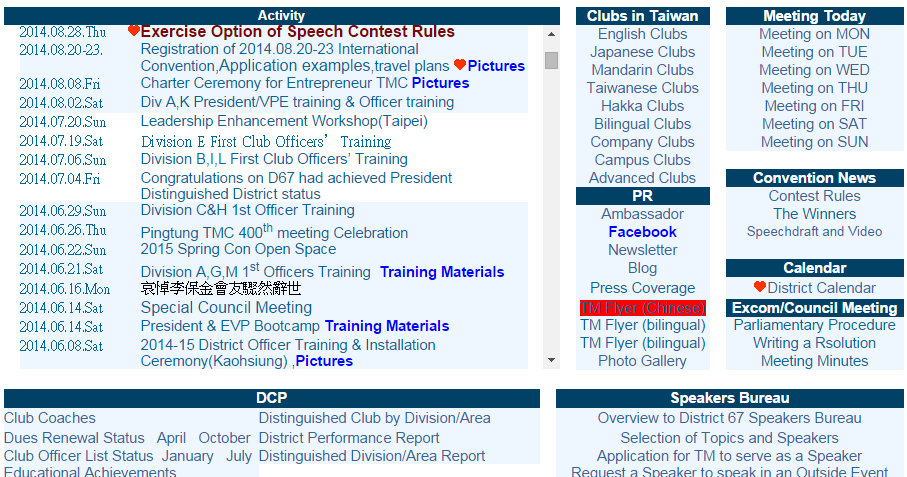 Activity
2014.08.28.Thu Exercise Option of Speech Contest Rules
2014.08.20-23. Registration of 2014.08.20-23 International
Convention,Application examples,travel plans Pictures
2014.08.08.Fri Charter Ceremony for Entrepreneur TMC Pictures
2014.08.02.Sat Div A,K President/VPE training & Officer training
2014.07.20.Sun Leadership Enhancement Workshop(Taipei)
2014.07.19.Sat Division E First Club Officers’ Training
2014.07.06.Sun Division B,I,L First Club Officers’ Training
2014.07.04.Fri Congratulations on D67 had achieved President
Distinguished District status
2014.06.29.Sun Division C&H 1st Officer Training
2014.06.26.Thu Pingtung TMC 400th meeting Celebration
2014.06.22.Sun 2015 Spring Con Open Space
2014.06.21.Sat Division A,G,M 1st Officers Training Training Materials
2014.06.16.Mon 哀悼李保金會友驟然辭世
2014.06.14.Sat Special Council Meeting
2014.06.14.Sat President & EVP Bootcamp Training Materials
2014.06.08.Sat 2014-15 District Officer Training & Installation
Ceremony(Kaohsiung) ,Pictures
Clubs in Taiwan
English Clubs
Japanese Clubs
Mandarin Clubs
Taiwanese Clubs
Hakka Clubs
Bilingual Clubs
Company Clubs
Campus Clubs
Advanced Clubs
PR
Ambassador
Facebook
Newsletter
Blog
Press Coverage
TM Flyer (Chinese)
TM Flyer (bilingual)
TM Flyer (bilingual)
Photo Gallery
Meeting Today
Meeting on MON
Meeting on TUE
Meeting on WED
Meeting on THU
Meeting on FRI
Meeting on SAT
Meeting on SUN
Convention News
Contest Rules
The Winners
Speechdraft and Video
Calendar
District Calendar
Excom/Council Meeting
Parliamentary Procedure
Writing a Rsolution
Meeting Minutes
DCP
Club Coaches Distinguished Club by Division/Area
Dues Renewal Status April October District Performance Report
Club Officer List Status January July Distinguished Division/Area Report
Educational Achievements
Speakers Bureau
Overview to District 67 Speakers Bureau
Selection of Topics and Speakers
Application for TM to serve as a Speaker
Request a Speaker to speak in an Outside Event